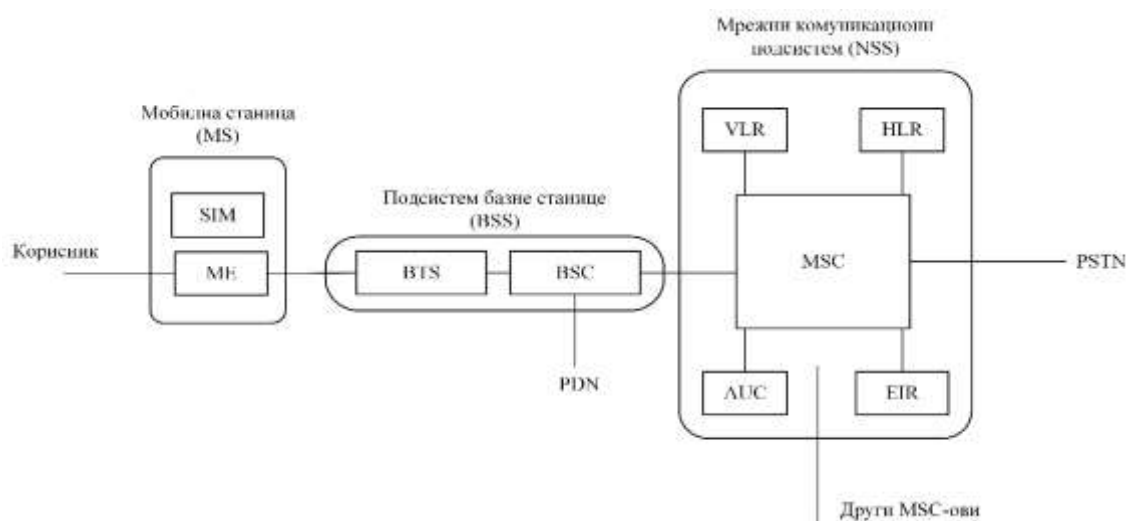 Мрежни комуникациони
подсистем (NSS)
Мобилна станица
(MS)
VLR
HLR
Подсистем базне станице
(BSS)
SIM
Корисник
ME
BTS
BSC
MSC
PSTN
PDN
AUC
EIR
Други MSC-ови